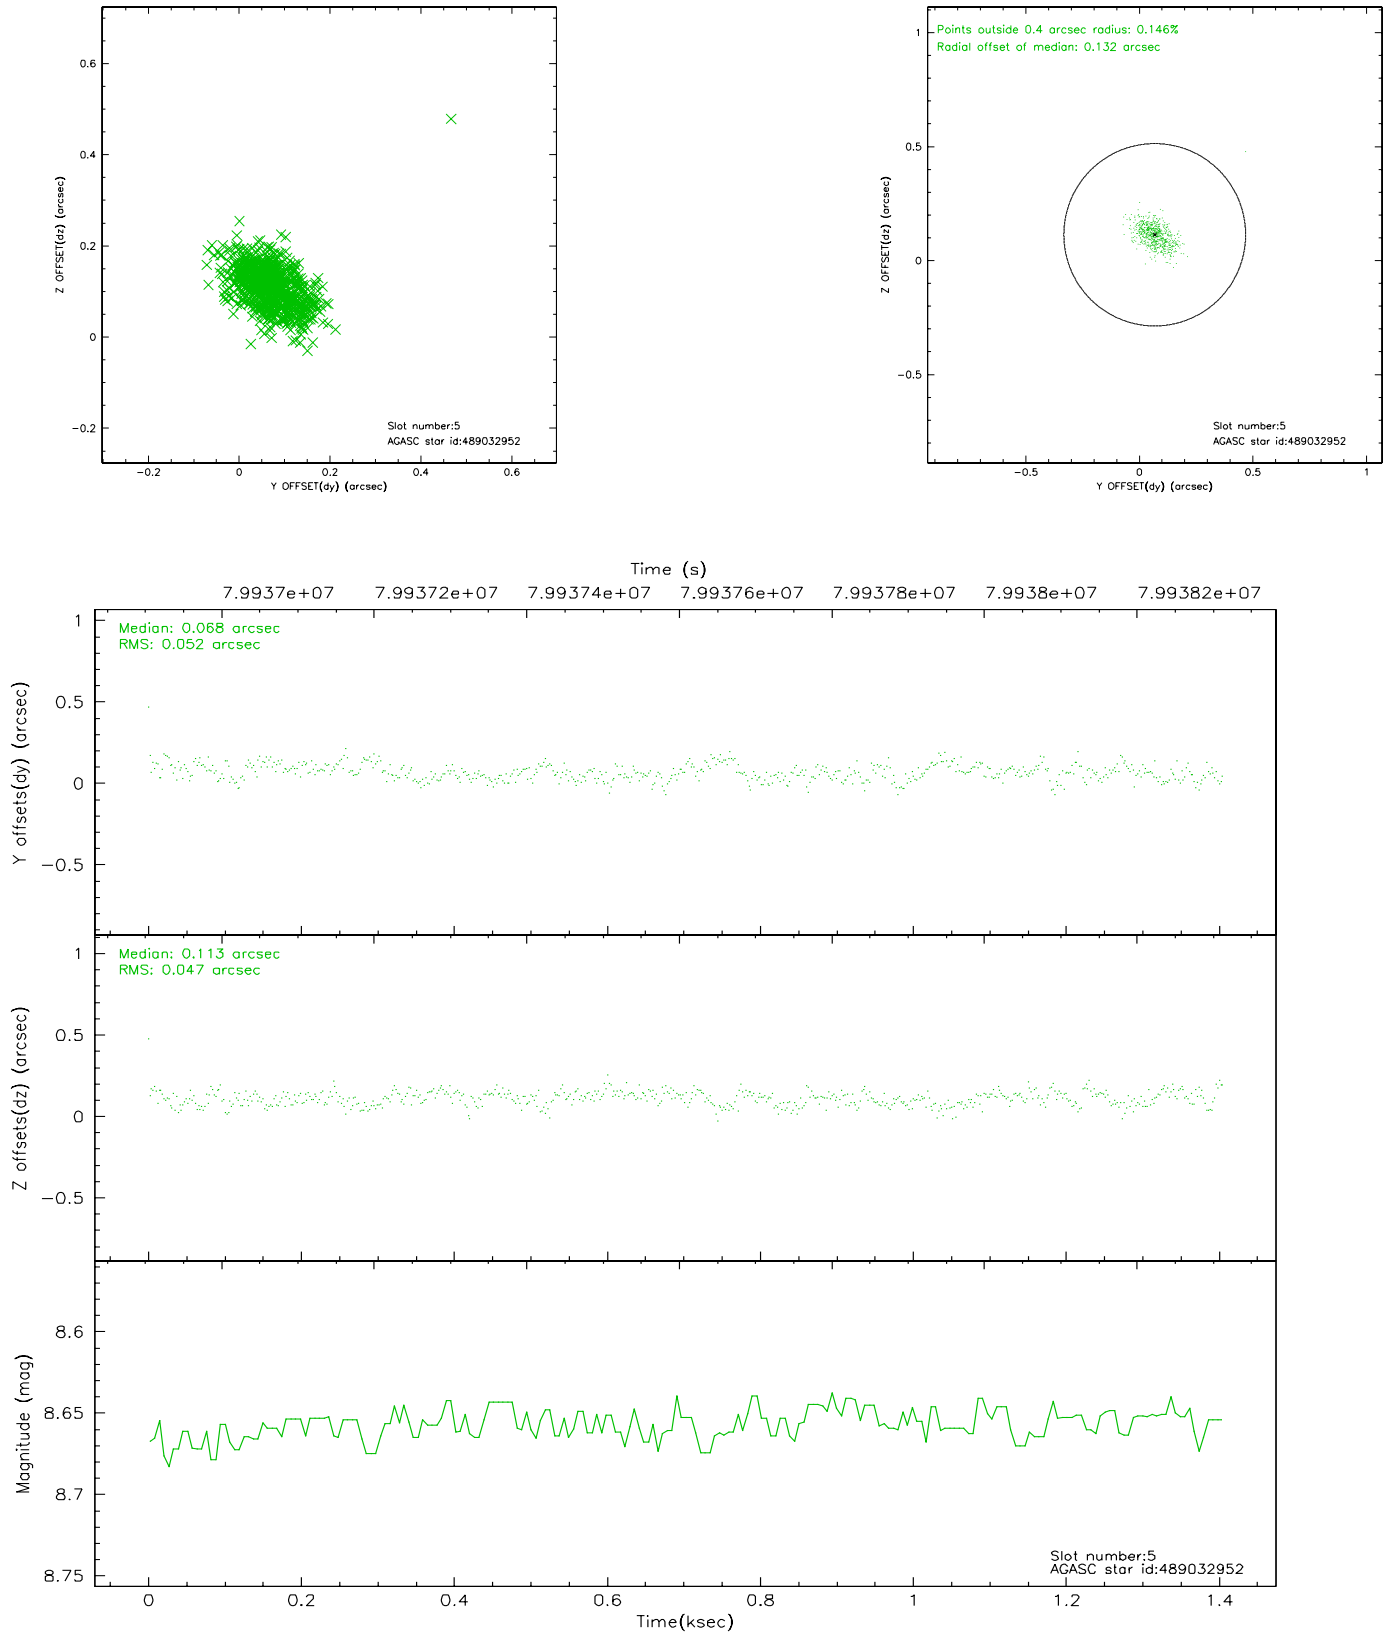 0.6
0.4
0.2
0
−0.2
Z OFFSET(dz) (arcsec)
Slot number:5
AGASC star id:489032952
−0.2 0 0.2 0.4 0.6
Y OFFSET(dy) (arcsec)
Points outside 0.4 arcsec radius: 0.146%
Radial offset of median: 0.132 arcsec
1
0.5
0
−0.5
Z OFFSET(dz) (arcsec)
Slot number:5
AGASC star id:489032952
−0.5 0 0.5 1
Y OFFSET(dy) (arcsec)
Time (s)
7.9937e+07 7.99372e+07 7.99374e+07 7.99376e+07 7.99378e+07 7.9938e+07 7.99382e+07
Median: 0.068 arcsec
RMS: 0.052 arcsec
1
0.5
0
−0.5
Y offsets(dy) (arcsec)
Median: 0.113 arcsec
RMS: 0.047 arcsec
1
0.5
0
−0.5
Z offsets(dz) (arcsec)
8.6
8.65
8.7
8.75
Magnitude (mag)
Slot number:5
AGASC star id:489032952
0 0.2 0.4 0.6 0.8 1 1.2 1.4
Time(ksec)